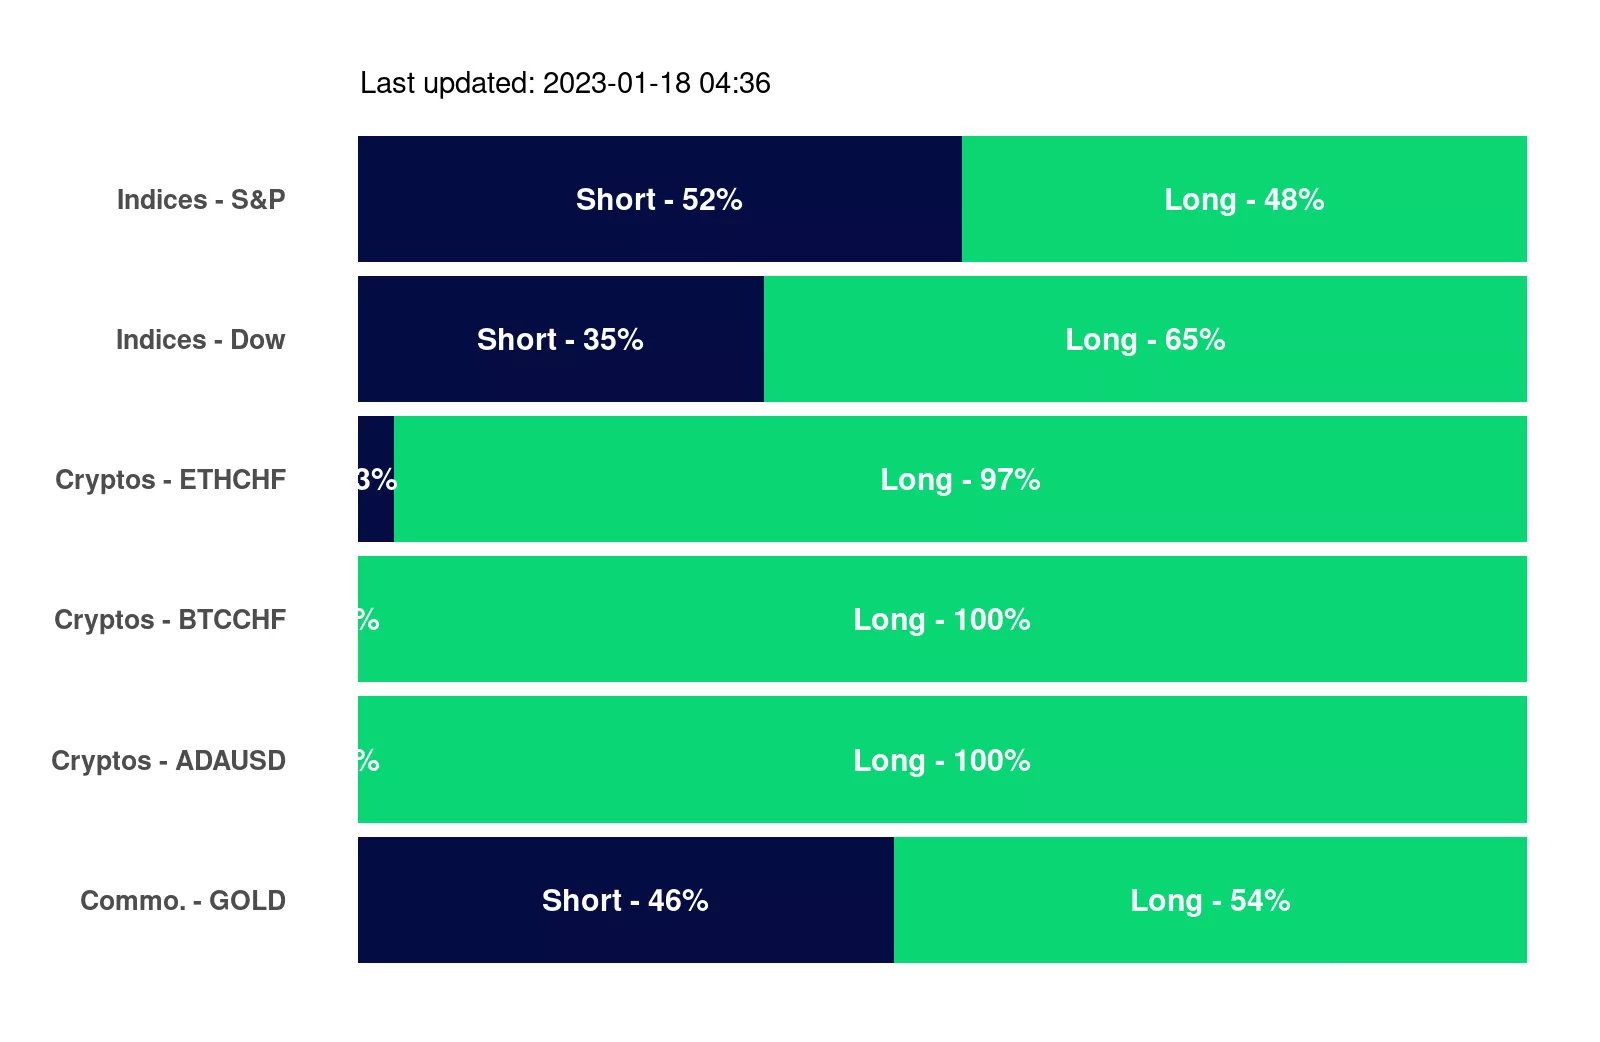 Last updated: 2023-01-18 04:36
Indices - S&P Short - 52% Long - 48%
Indices - Dow Short - 35% Long - 65%
Cryptos - ETHCHF 3% Long - 97%
Cryptos - BTCCHF % Long - 100%
Cryptos - ADAUSD % Long - 100%
Commo. - GOLD Short - 46% Long - 54%